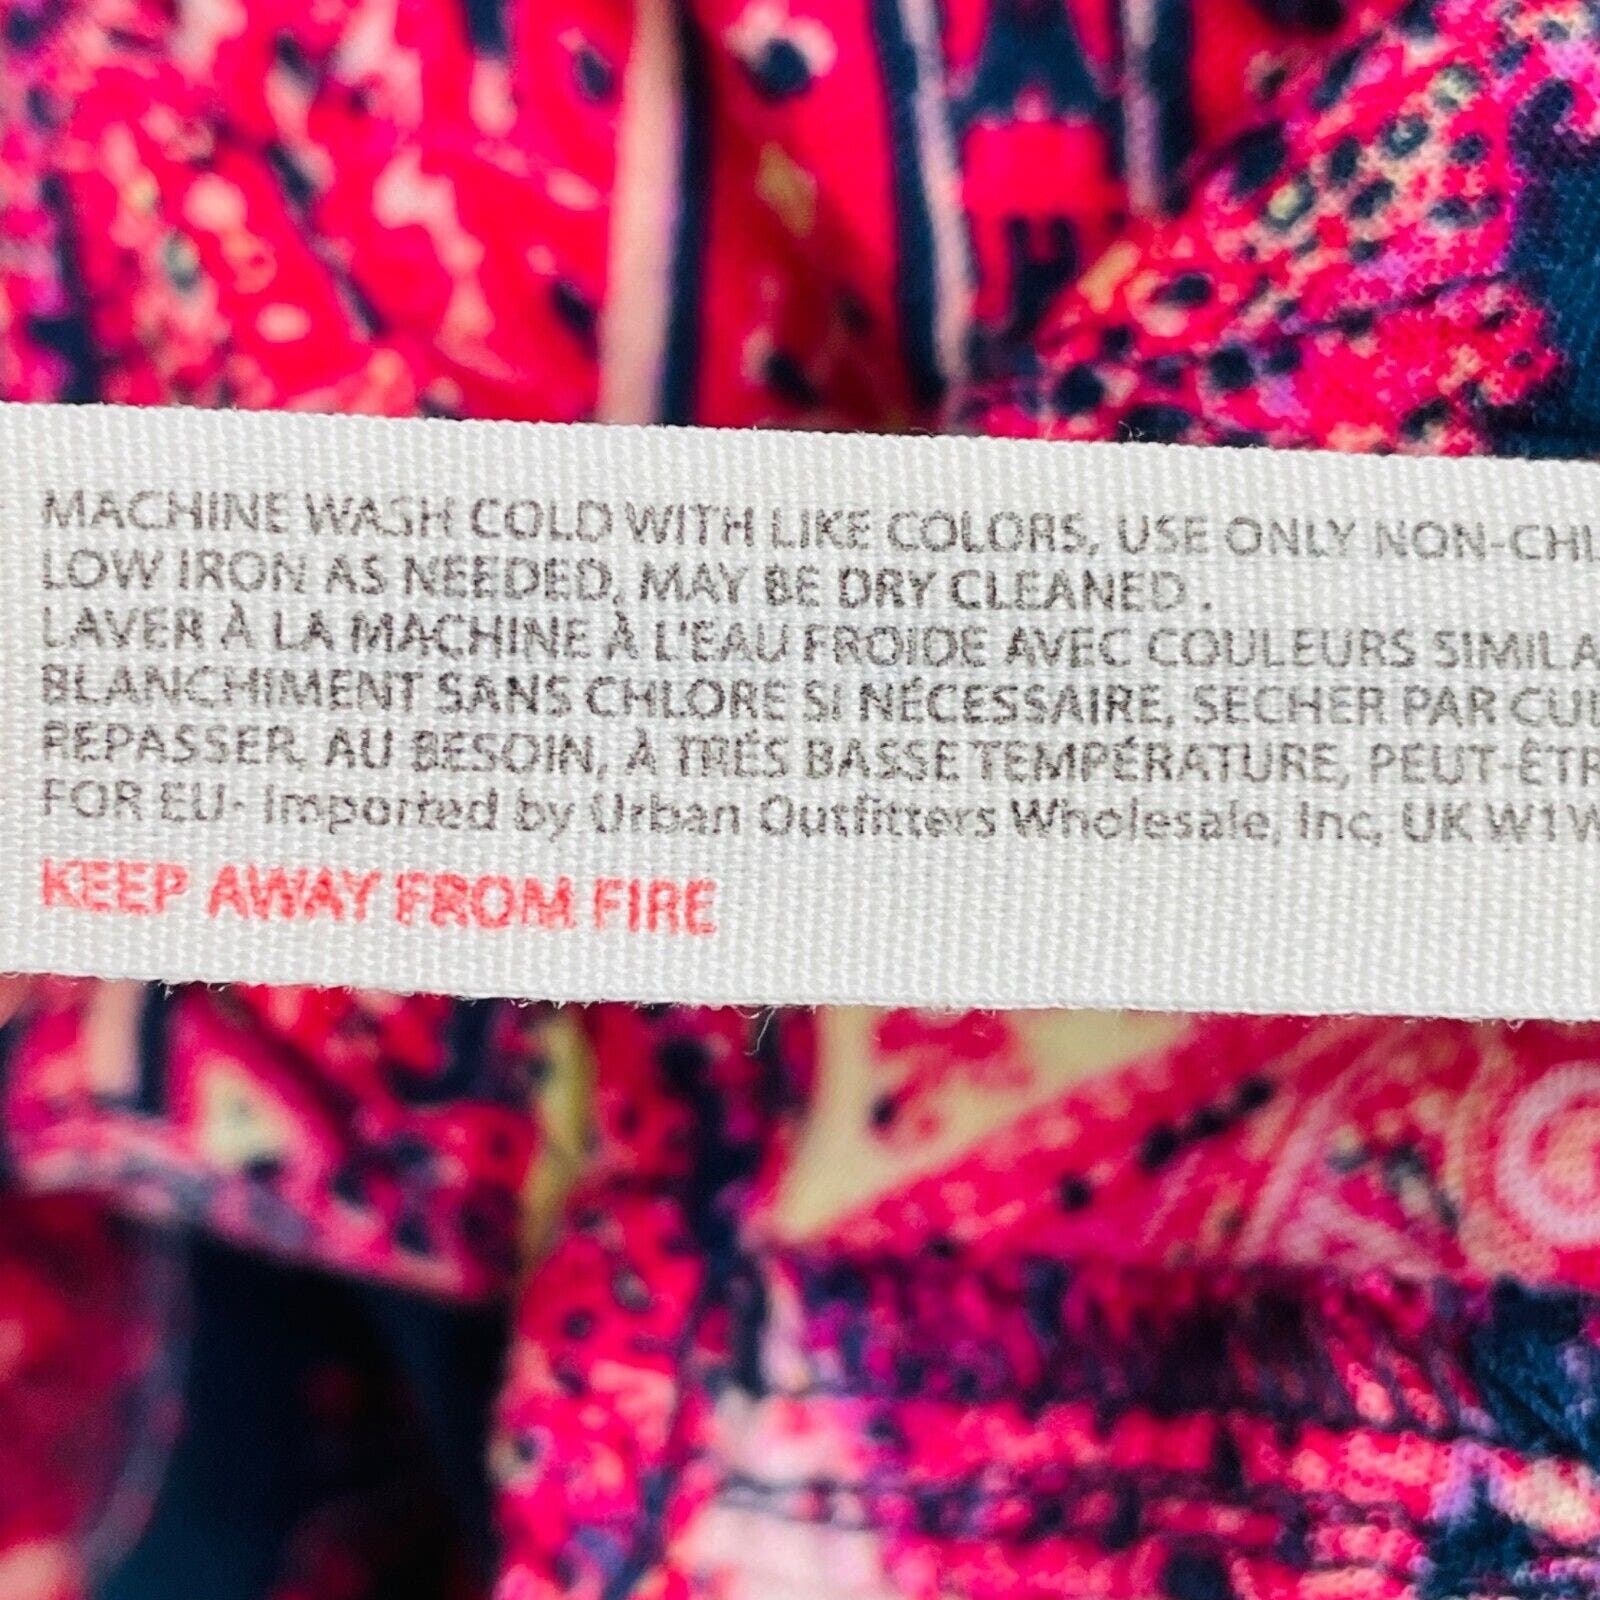 MACHINE WASH COLD WITH LIKE COLORS, USE ONLY NON-CHL
LOW IRON AS NEEDED, MAY BE DRY CLEANED .
LAVER À LA MACHINE À L'EAU FROIDE AVEC COULEURS SIMILA
BLANCHIMENT SANS CHLORE SI NÉCESSAIRE, SECHER PAR CUL
REPASSER, AU BESOIN, À TRÉS BASSE TEMPÉRATURE, PEUT-ÊTR
FOR EU- Imported by Urban Outfitters Wholesale, Inc, UK W1W
KEEP AWAY FROM FIRE